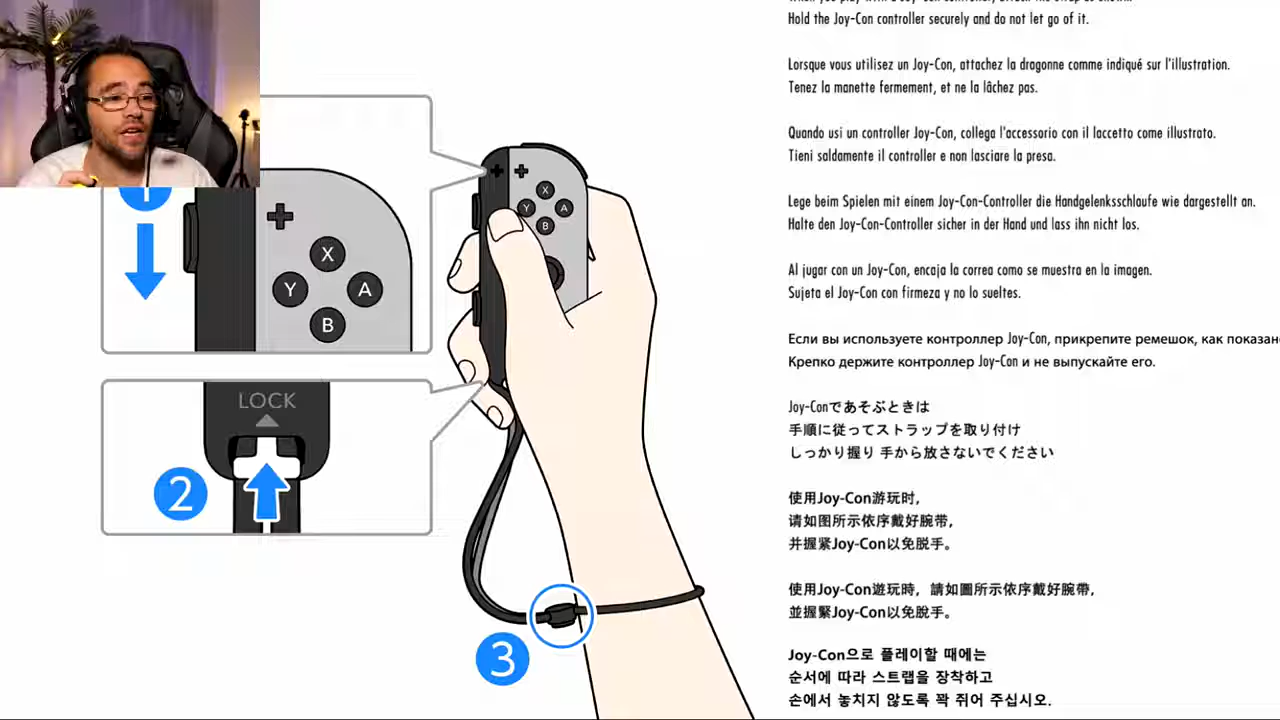 Hold the Joy-Con controller securely and do not let go of it.
Lorsque vous utilisez un Joy-Con, attachez la dragonne comme indiqué sur l'illustration.
Tenez la manette fermement, et ne la lâchez pas.
Quando usi un controller Joy-Con, collega l'accessorio con il laccetto come illustrato.
Tieni saldamente il controller e non lasciare la presa.
Lege beim Spielen mit einem Joy-Con-Controller die Handgelenksschlaufe wie dargestellt an.
Halte den Joy-Con-Controller sicher in der Hand und lass ihn nicht los.
Al jugar con un Joy-Con, encaja la correa como se muestra en la imagen.
Sujeta el Joy-Con con firmeza y no lo sueltes.
Если вы используете контроллер Joy-Con, прикрепите ремешок, как показано
Крепко держите контроллер Joy-Con и не выпускайте его.
Joy-Conであそぶときは
手順に従ってストラップを取り付け
しっかり握り 手から放さないでください
使用Joy-Con游玩时，
请如图所示依序戴好腕带，
并握紧Joy-Con以免脱手。
使用Joy-Con遊玩時，請如圖所示依序戴好腕帶，
並握緊Joy-Con以免脫手。
Joy-Con으로 플레이할 때에는
순서에 따라 스트랩을 장착하고
손에서 놓치지 않도록 꽉 쥐어 주십시오.
X
Y A
B
X
Y A
B
LOCK
2
3